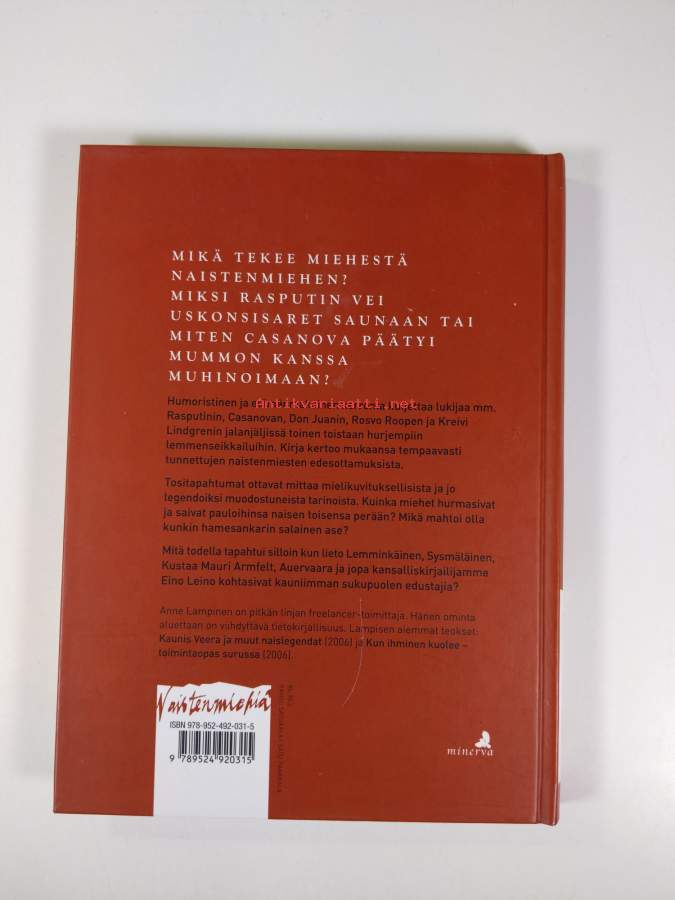 MIKÄ TEKEE MIEHESTÄ
NAISTENMIEHEN?
MIKSI RASPUTIN VEI
USKONSISARET SAUNAAN TAI
MITEN CASANOVA PÄÄTYI
MUMMON KANSSA
MUHINOIMAAN?
Antikvariaatti.net
Humoristinen ja lukijaa mm.
Rasputinin, Casanovan, Don Juanin, Rosvo Roopen ja Kreivi
Lindgrenin jalanjäljissä toinen toistaan hurjempiin
lemmenseikkailuihin. Kirja kertoo mukaansa tempaavasti
tunnettujen naistenmiesten edesottamuksista.
Tositapahtumat ottavat mittaa mielikuvituksellisista ja jo
legendoiksi muodostuneista tarinoista. Kuinka miehet hurmasivat
ja saivat pauloihinsa naisen toisensa perään? Mikä mahtoi olla
kunkin hamesankarin salainen ase?
Mitä todella tapahtui silloin kun lieto Lemminkäinen, Sysmäläinen,
Kustaa Mauri Armfelt, Auervaara ja jopa kansalliskirjailijamme
Eino Leino kohtasivat kauniimman sukupuolen edustajia?
Anne Lampinen on pitkän linjan freelancer-toimittaja. Hänen ominta
aluettaan on viihdyttävä tietokirjallisuus. Lampisen aiemmat teokset:
Kaunis Veera ja muut naislegendat (2006) ja Kun ihminen kuolee –
toimintaopas surussa (2006).
Naistenmiehiä
ISBN 978-952-492-031-5
9 789524 920315
minerva